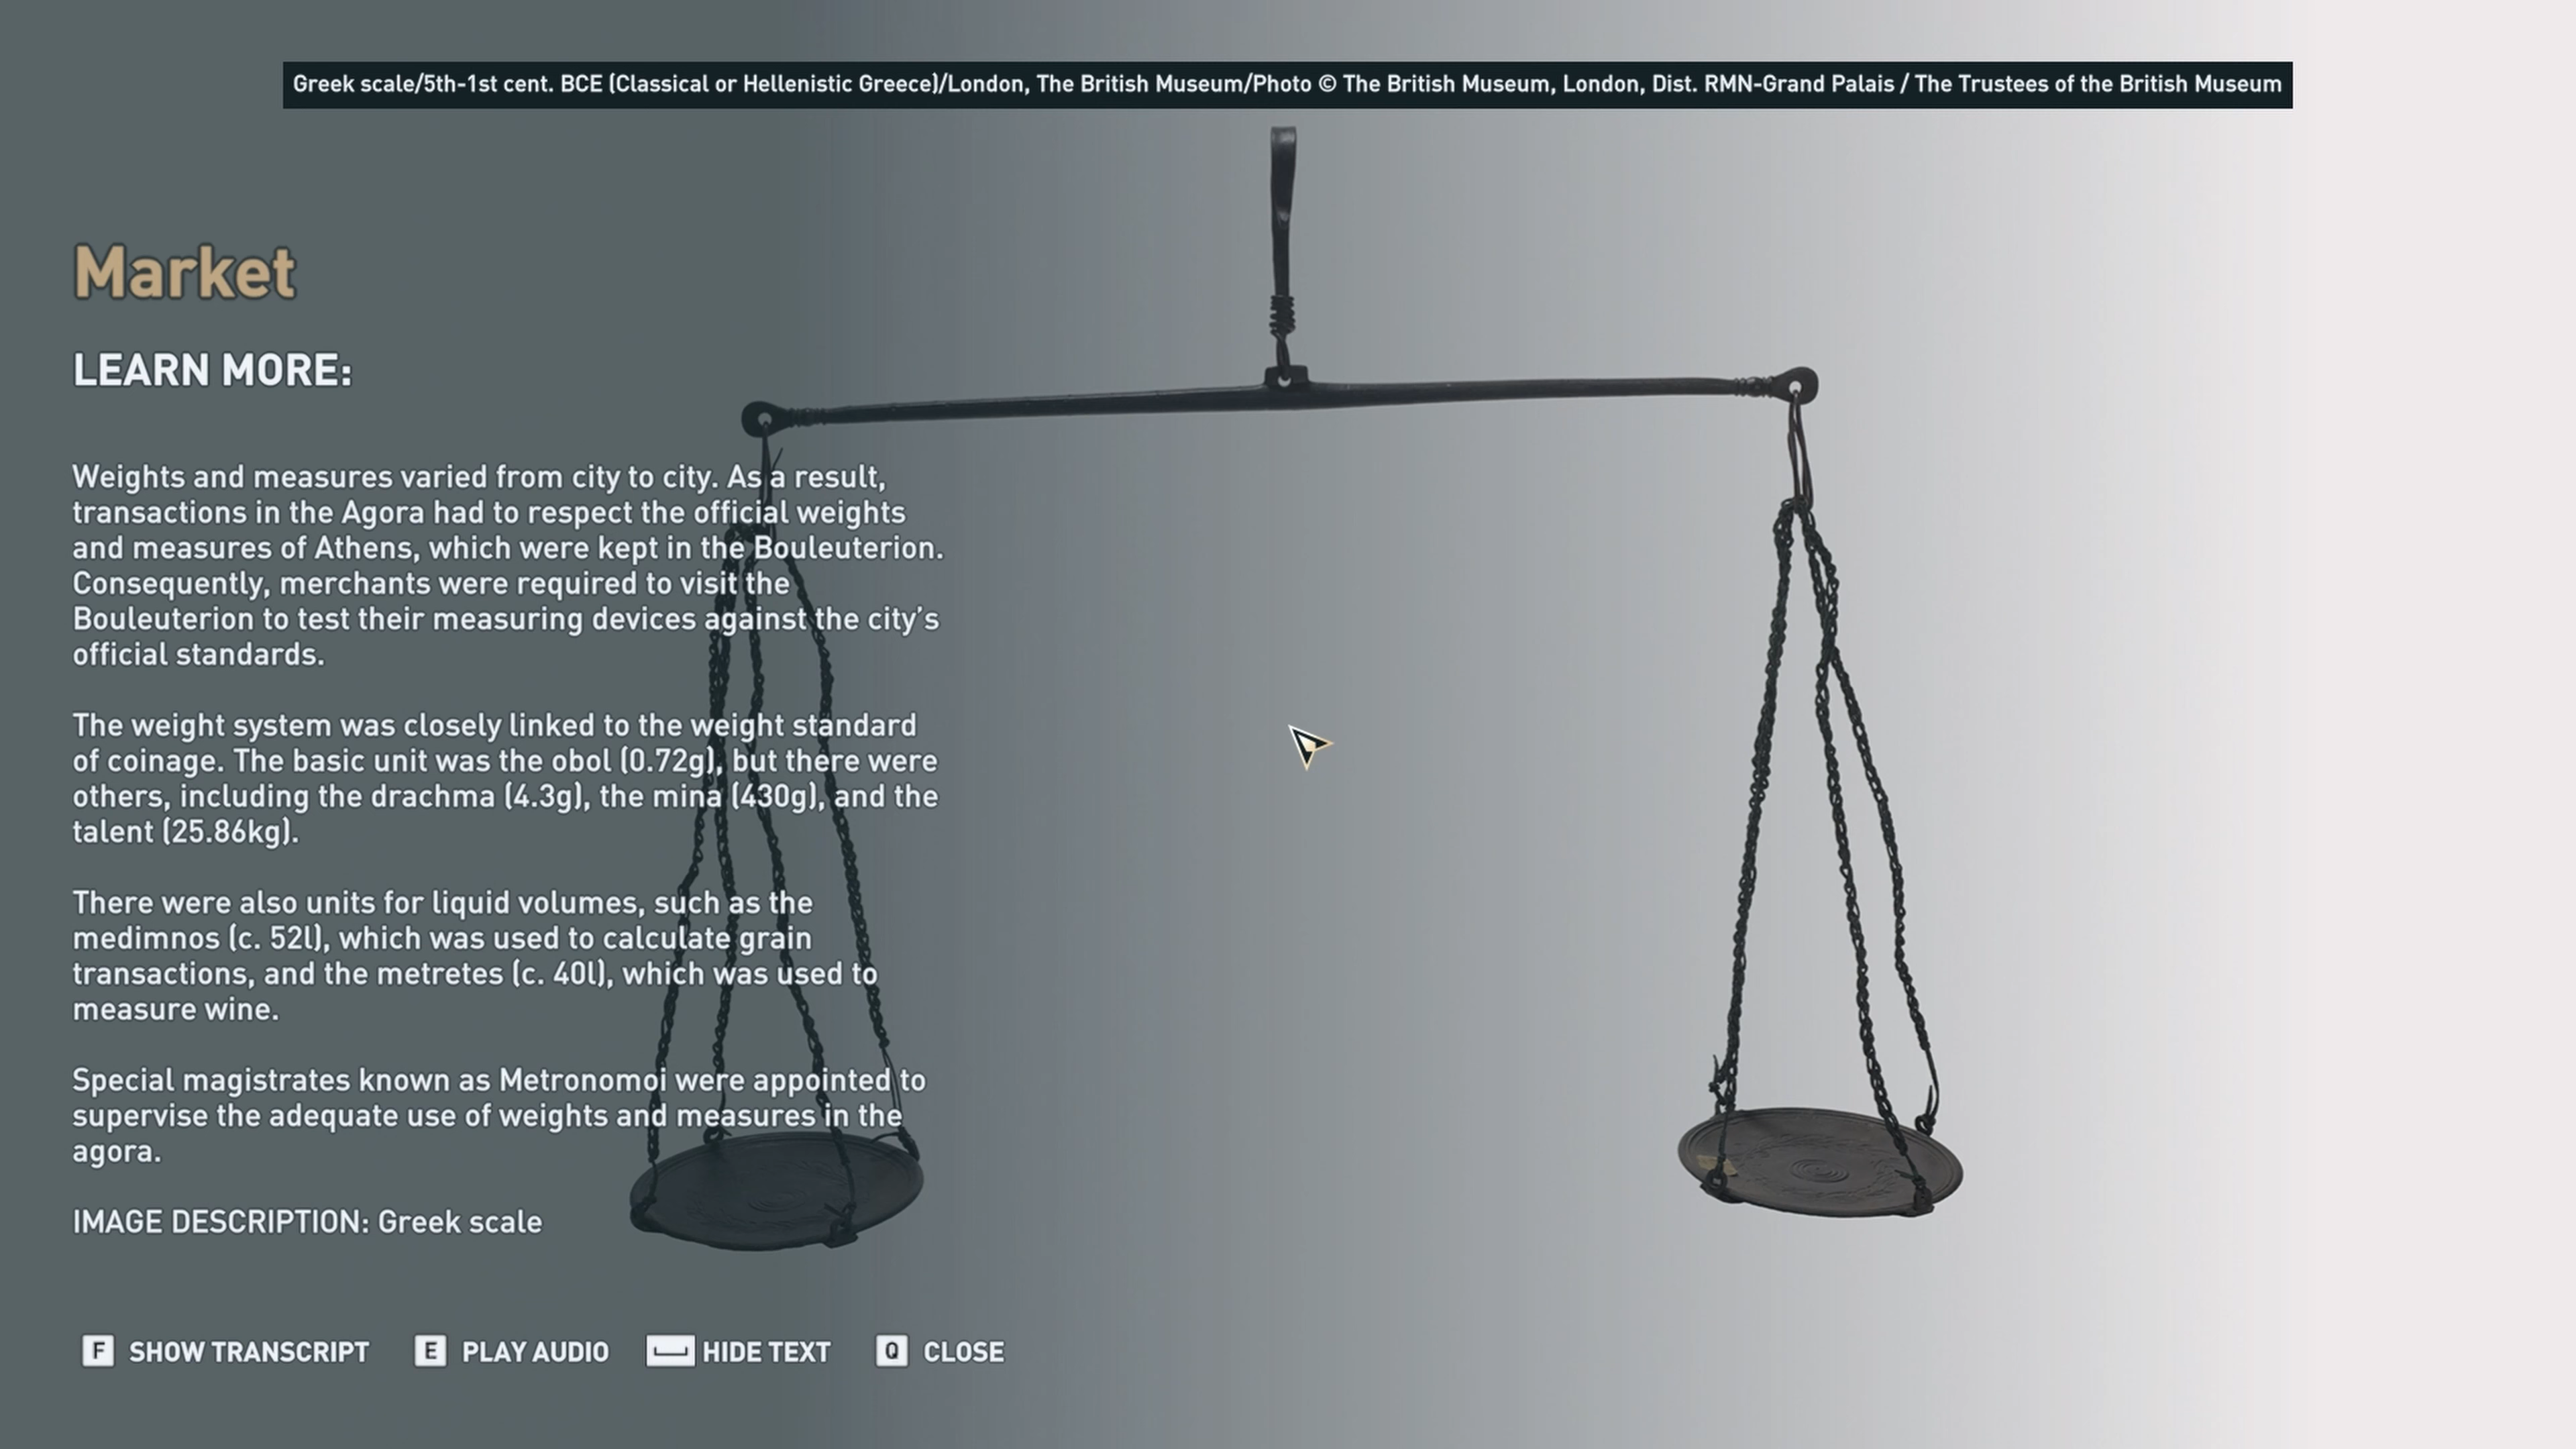 Greek scale/5th-1st cent. BCE (Classical or Hellenistic Greece)/London, The British Museum/Photo © The British Museum, London, Dist. RMN-Grand Palais / The Trustees of the British Museum
Market
LEARN MORE:
Weights and measures varied from city to city. As a result,
transactions in the Agora had to respect the official weights
and measures of Athens, which were kept in the Bouleuterion.
Consequently, merchants were required to visit the
Bouleuterion to test their measuring devices against the city’s
official standards.
The weight system was closely linked to the weight standard
of coinage. The basic unit was the obol (0.72g), but there were
others, including the drachma (4.3g), the mina (430g), and the
talent (25.86kg).
There were also units for liquid volumes, such as the
medimnos (c. 52l), which was used to calculate grain
transactions, and the metretes (c. 40l), which was used to
measure wine.
Special magistrates known as Metronomoi were appointed to
supervise the adequate use of weights and measures in the
agora.
IMAGE DESCRIPTION: Greek scale
F SHOW TRANSCRIPT E PLAY AUDIO HIDE TEXT Q CLOSE